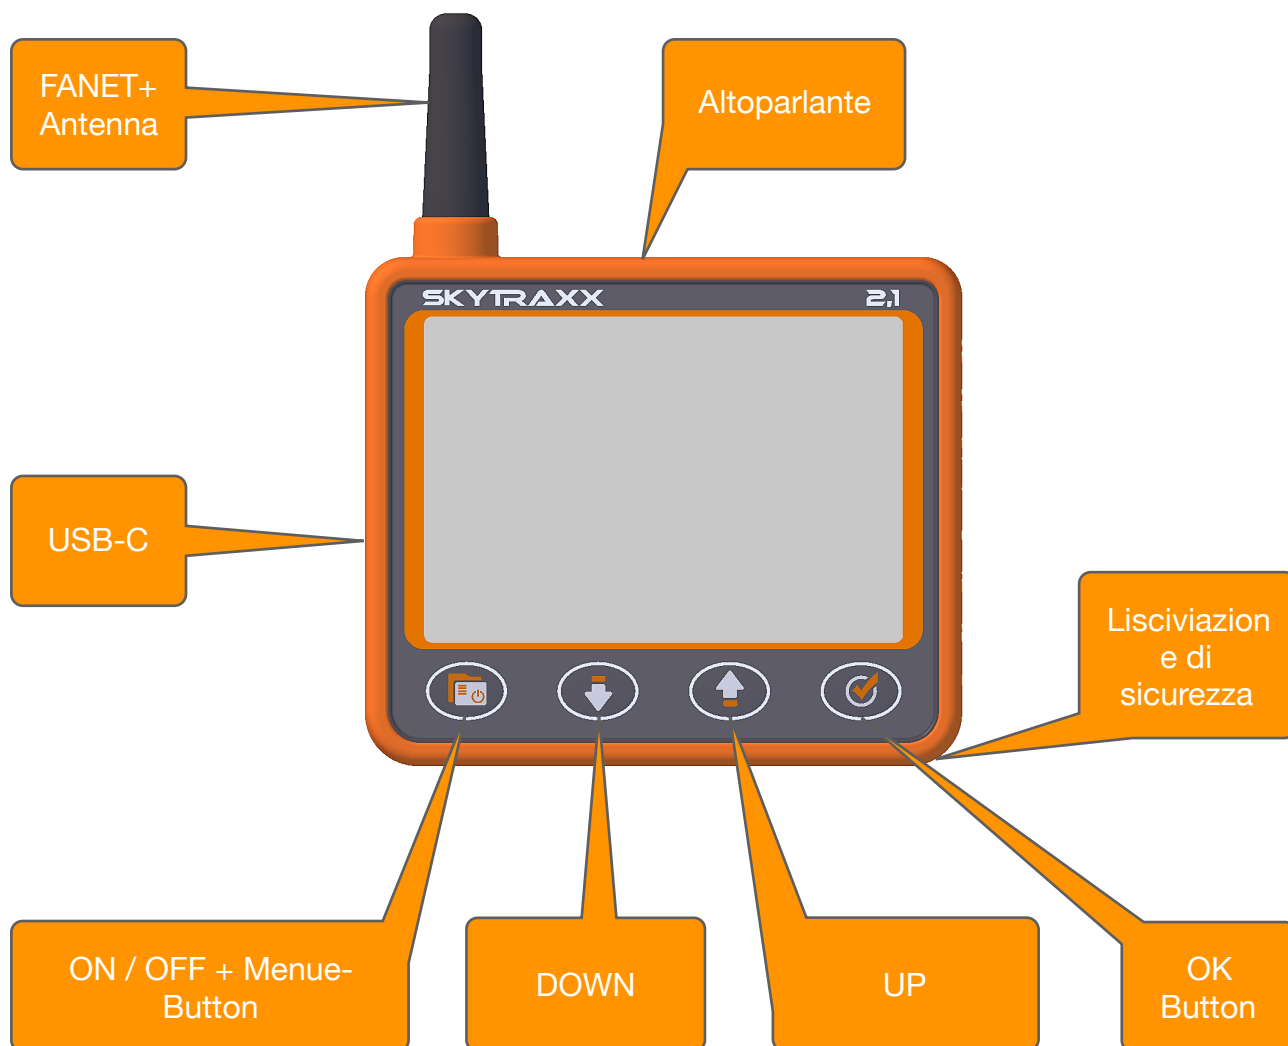 FANET+
Antenna
Altoparlante
SKYTRAXX 2,1
USB-C
Lisciviazion
e di
sicurezza
ON / OFF + Menue-
Button
DOWN
UP
OK
Button